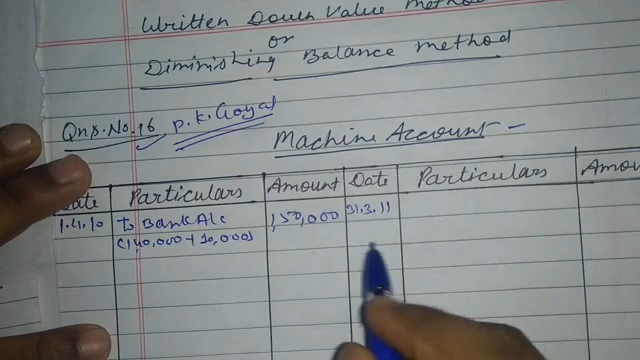 Written Down Value Method
or
Diminishing Balance method
Qns.No.16 P.K.Goyal
Machine Account -
Date Particulars Amount Date Particulars Amou
1.4.10 to Bank A/c 1,50,000 31.3.11
(1,40,000+10,000)